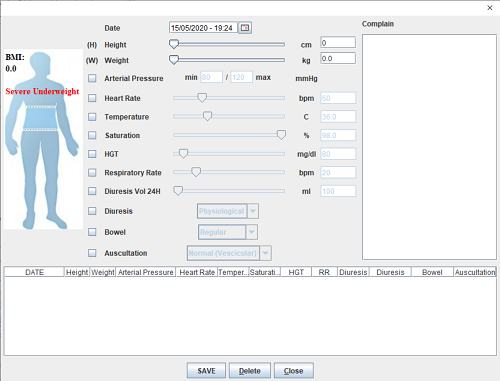 Date 15/05/2020 - 19:24 Complain
(H) Height cm 0
BMI: 0.0
(W) Weight kg 0.0
Severe Underweight
Arterial Pressure min 80 / 120 max mmHg
Heart Rate bpm 60
Temperature C 36.0
Saturation % 98.0
HGT mg/dl 80
Respiratory Rate bpm 20
Diuresis Vol 24H ml 100
Diuresis Physiological
Bowel Regular
Auscultation Normal (Vescicular)
DATE Height Weight Arterial Pressure Heart Rate Temper... Saturati... HGT RR Diuresis Diuresis Bowel Auscultation
SAVE Delete Close